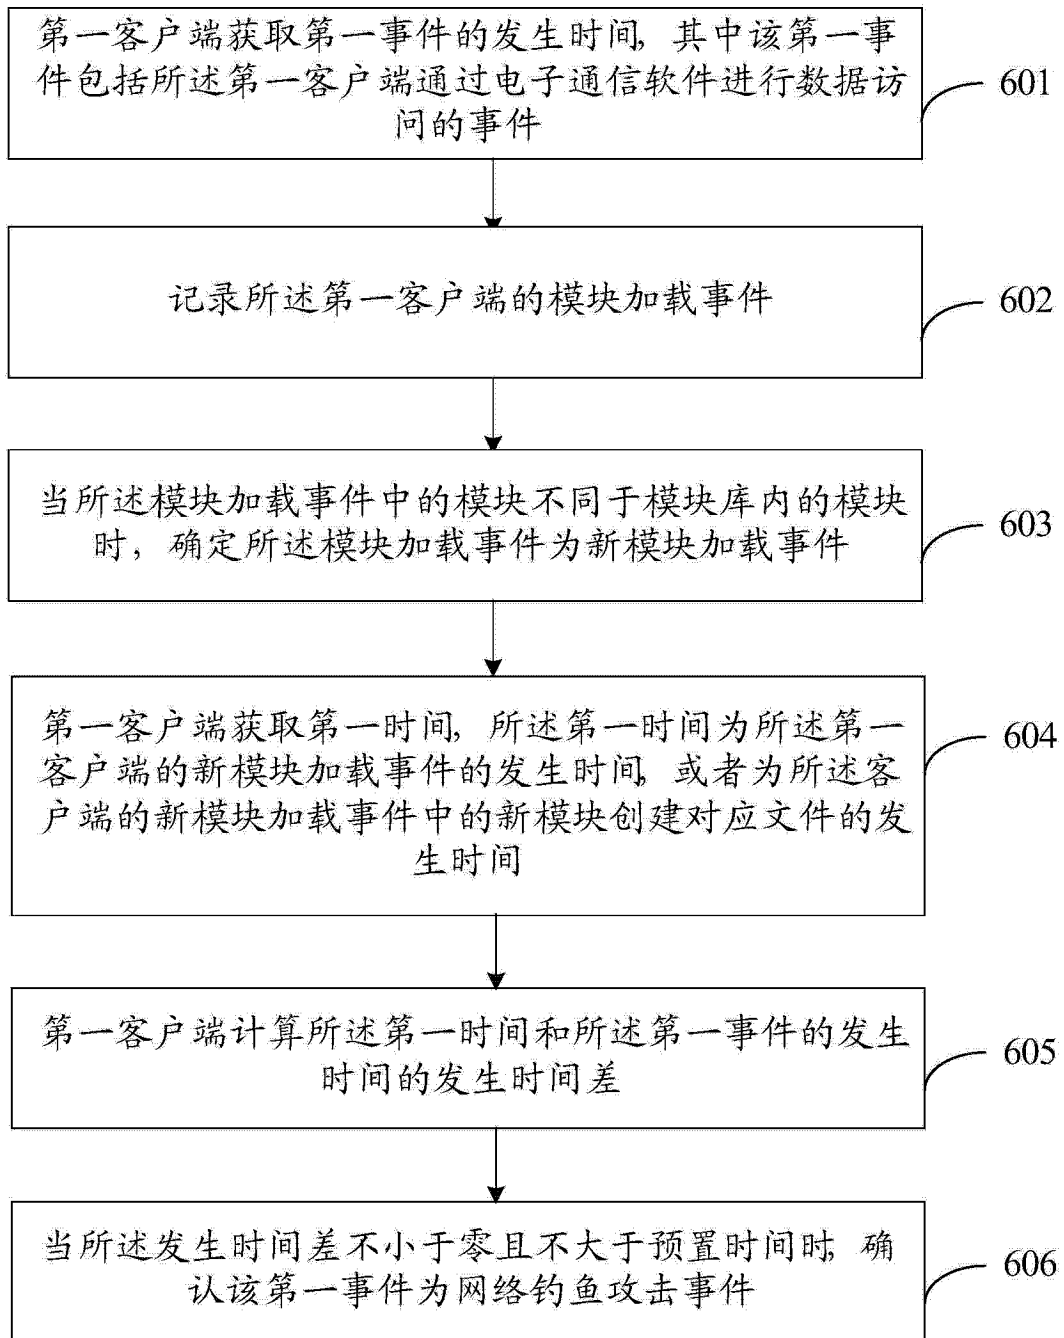 第一客户端获取第一事件的发生时间，其中该第一事
件包括所述第一客户端通过电子通信软件进行数据访
问的事件
601
记录所述第一客户端的模块加载事件
602
当所述模块加载事件中的模块不同于模块库内的模块
时，确定所述模块加载事件为新模块加载事件
603
第一客户端获取第一时间，所述第一时间为所述第一
客户端的新模块加载事件的发生时间，或者为所述客
户端的新模块加载事件中的新模块创建对应文件的发
生时间
604
第一客户端计算所述第一时间和所述第一事件的发生
时间的发生时间差
605
当所述发生时间差不小于零且不大于预置时间时，确
认该第一事件为网络钓鱼攻击事件
606